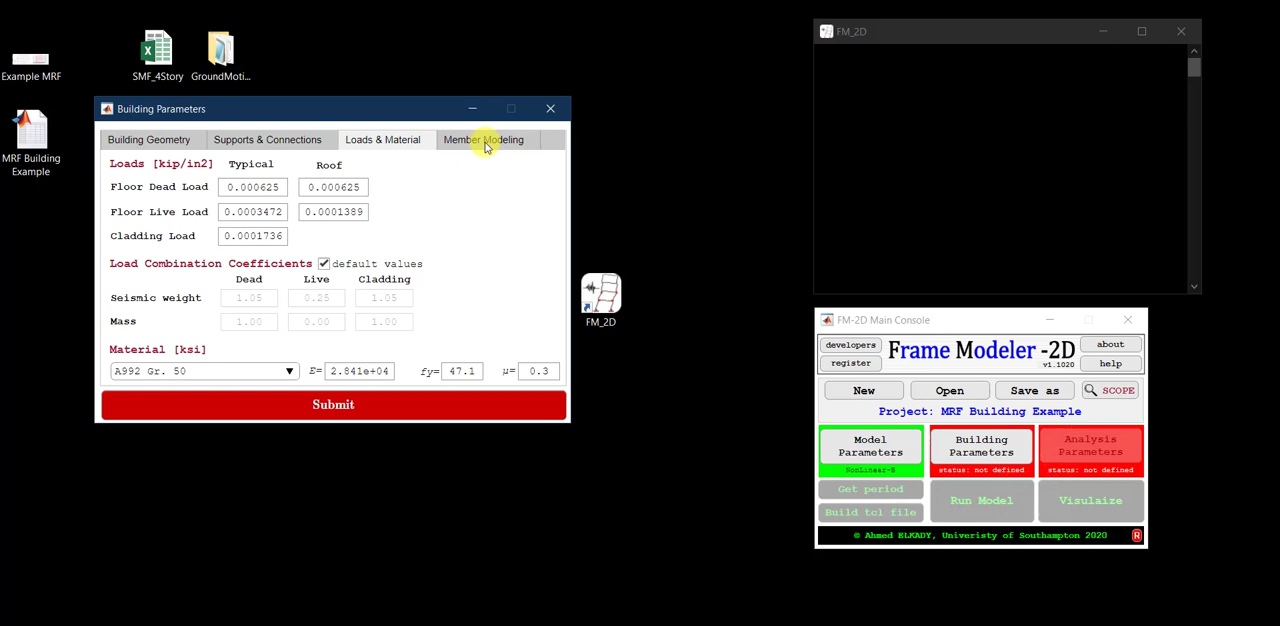 Example MRF
SMF_4Story
GroundMoti...
MRF Building
Example
Building Parameters
Building Geometry
Supports & Connections
Loads & Material
Member Modeling
Loads [kip/in2]
Typical
Roof
Floor Dead Load
0.000625
0.000625
Floor Live Load
0.0003472
0.0001389
Cladding Load
0.0001736
Load Combination Coefficients
default values
Dead
Live
Cladding
Seismic weight
1.05
0.25
1.05
Mass
1.00
0.00
1.00
Material [ksi]
A992 Gr. 50
E=
2.841e+04
fy=
47.1
μ=
0.3
Submit
FM_2D
FM_2D
FM-2D Main Console
developers
register
Frame Modeler -2D
v1.1020
about
help
New
Open
Save as
SCOPE
Project: MRF Building Example
Model
Parameters
NonLinear-B
Building
Parameters
status: not defined
Analysis
Parameters
status: not defined
Get period
Build tcl file
Run Model
Visulaize
© Ahmed ELKADY, Univeristy of Southampton 2020
R